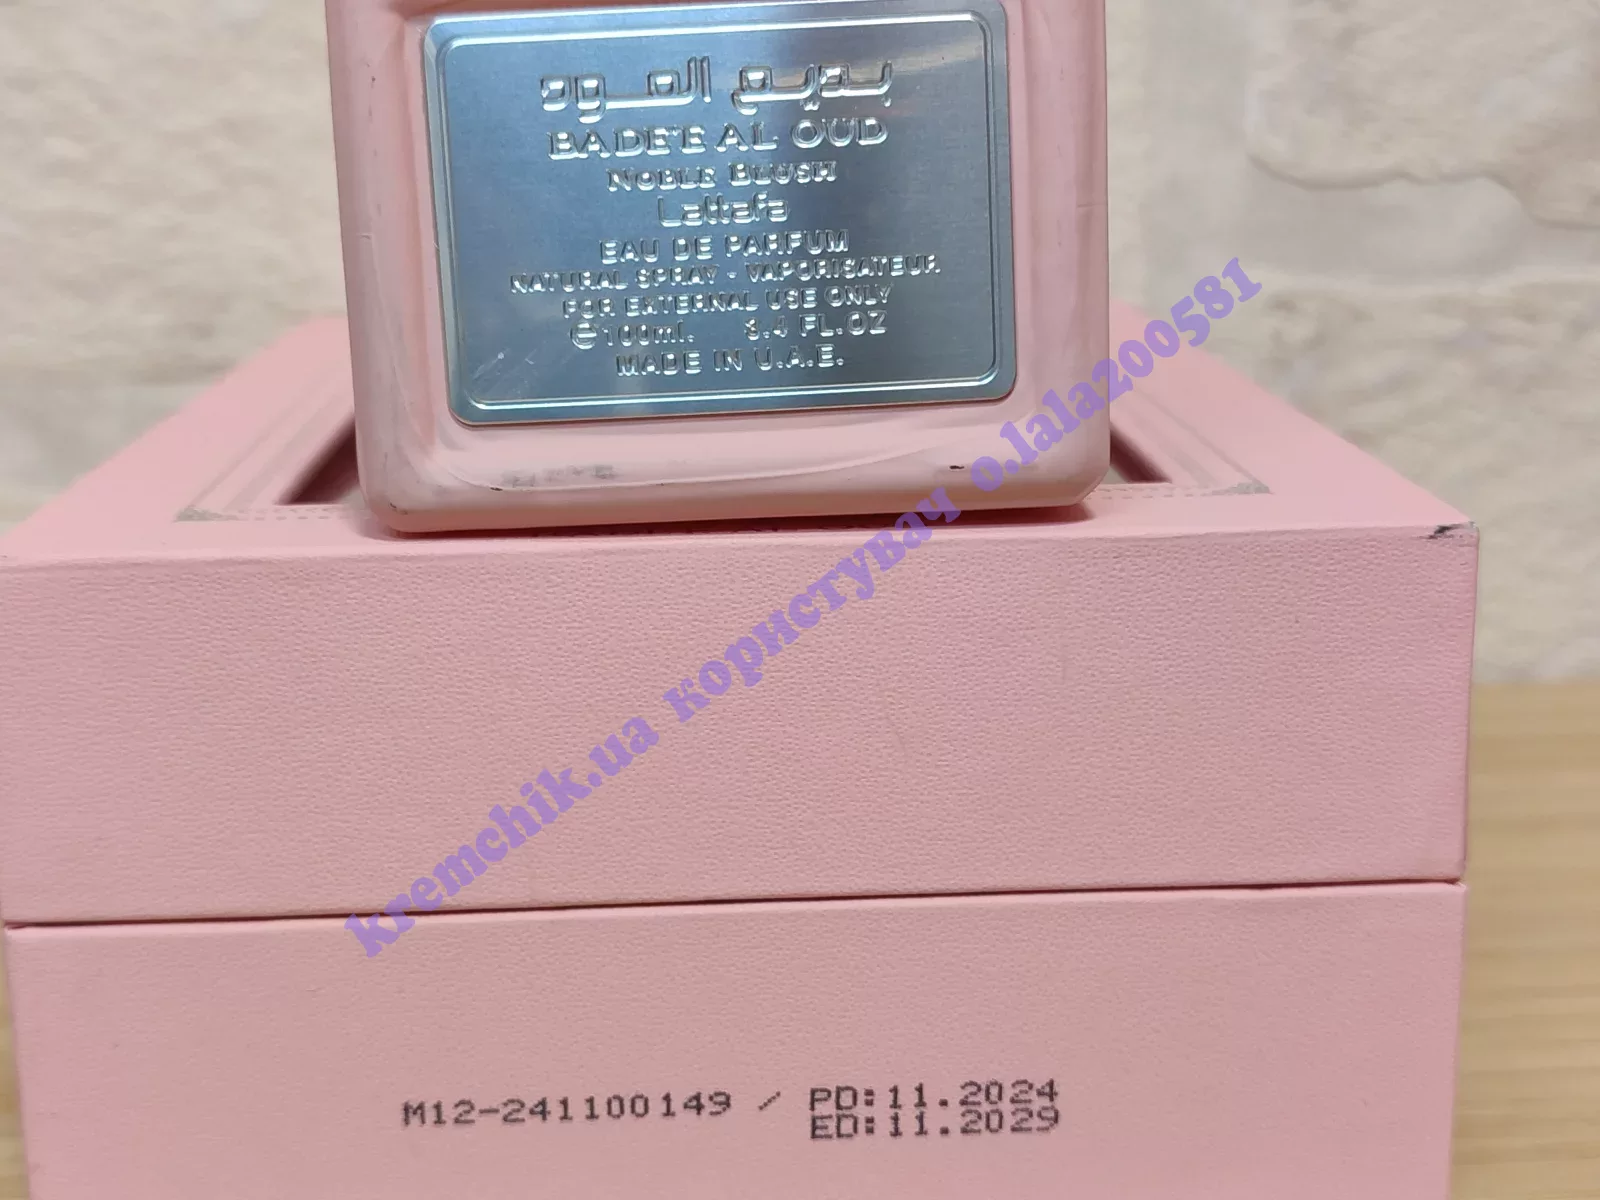 بديع العود
BADE'E AL OUD
NOBLE BLUSH
Lattafa
EAU DE PARFUM
NATURAL SPRAY - VAPORISATEUR
FOR EXTERNAL USE ONLY
℮100ml. 3.4 FL.OZ
MADE IN U.A.E.
kremchik.ua користувач o.lala200581
M12-241100149 / PD:11.2024
ED:11.2029